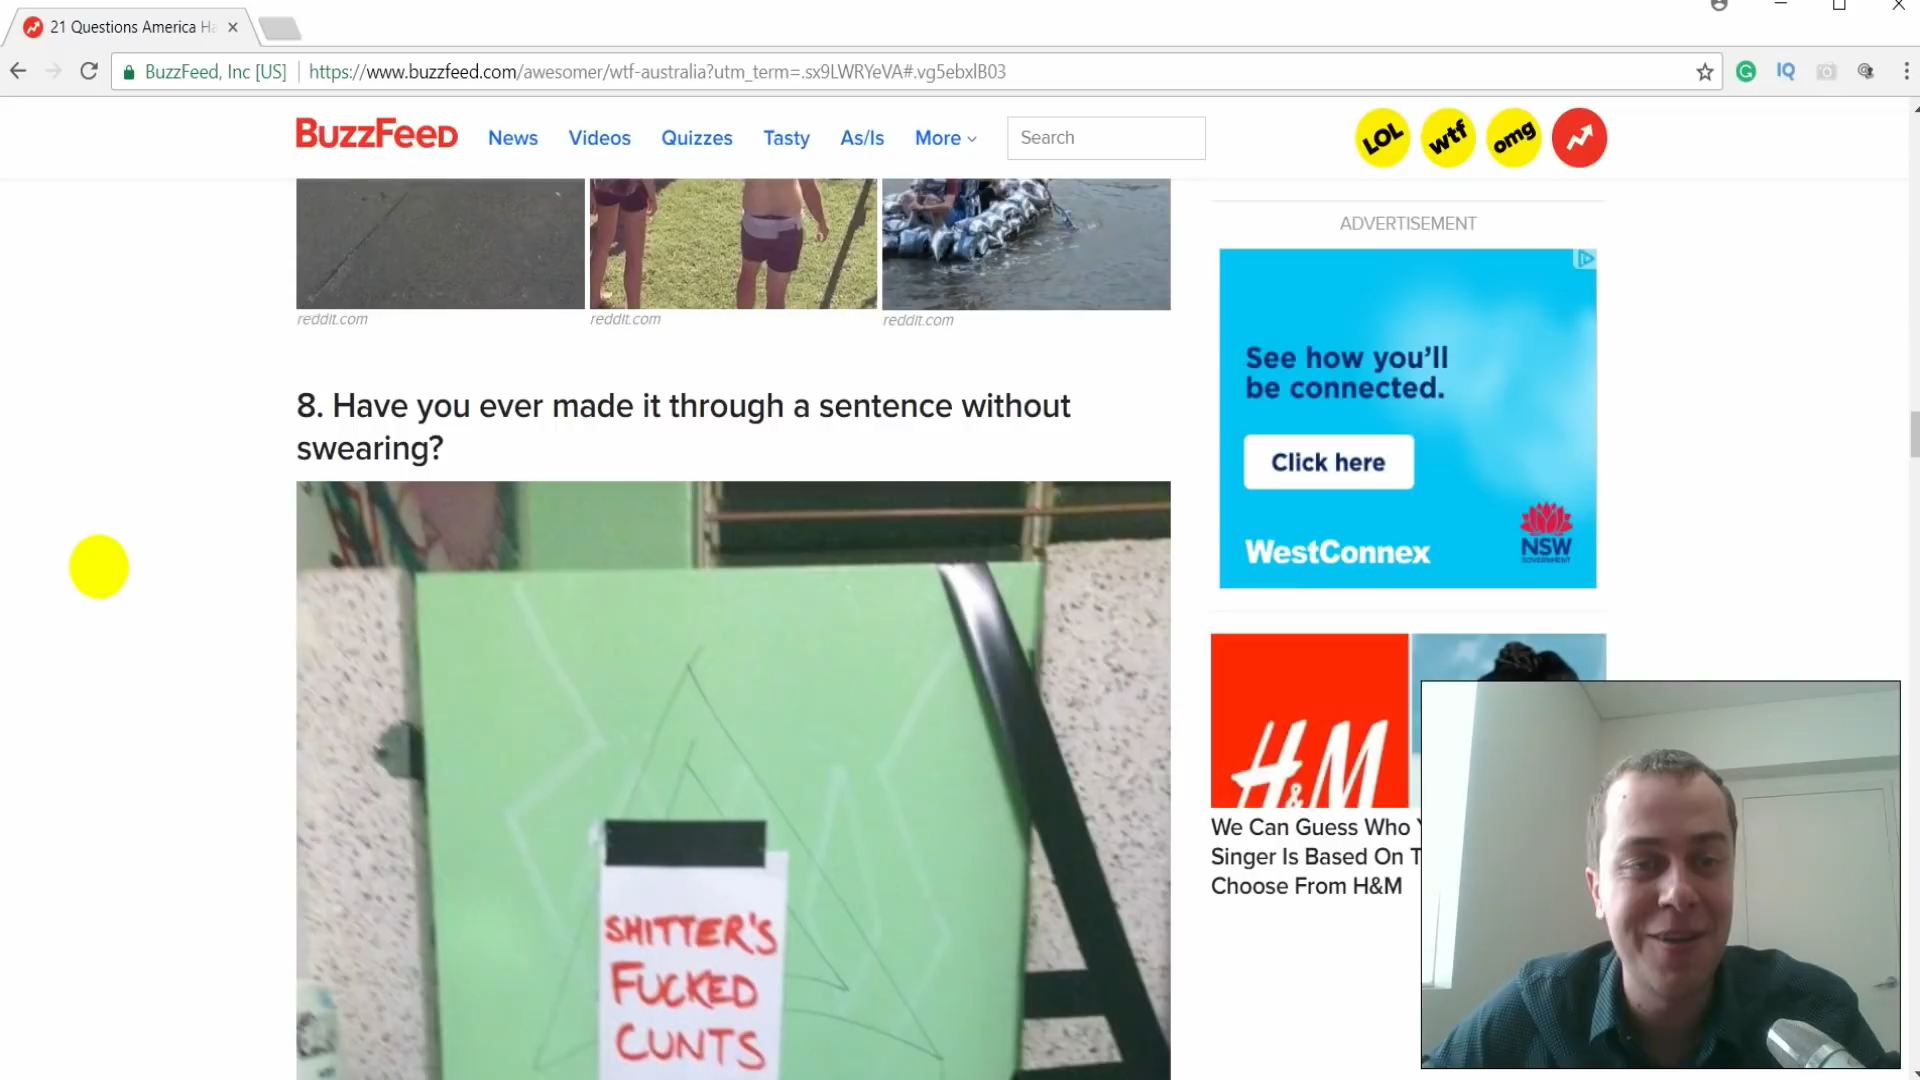 21 Questions America Ha
BuzzFeed, Inc [US]
https://www.buzzfeed.com/awesomer/wtf-australia?utm_term=.sx9LWRYeVA#.vg5ebxlB03
IQ
BuzzFeed
News
Videos
Quizzes
Tasty
As/Is
More
Search
LOL
wtf
omg
reddit.com
reddit.com
reddit.com
ADVERTISEMENT
See how you'll
be connected.
Click here
WestConnex
NSW
GOVERNMENT
8. Have you ever made it through a sentence without
swearing?
SHITTER'S
FUCKED
CUNTS
H&M
We Can Guess Who Y
Singer Is Based On T
Choose From H&M